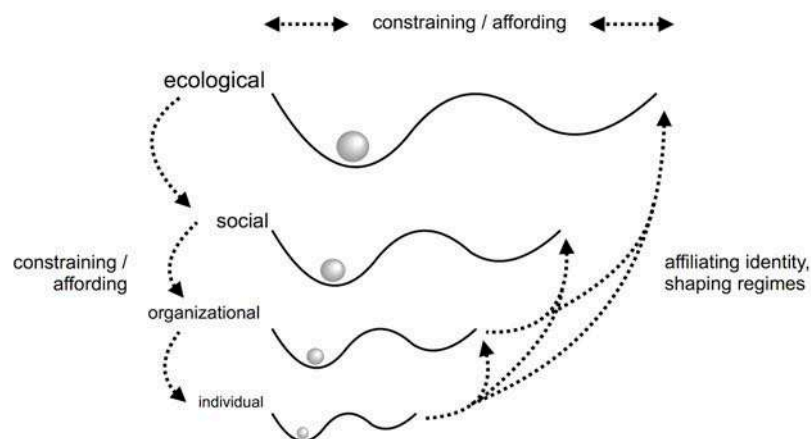 constraining / affording
ecological
social
constraining /
affording
affiliating identity,
shaping regimes
organizational
individual